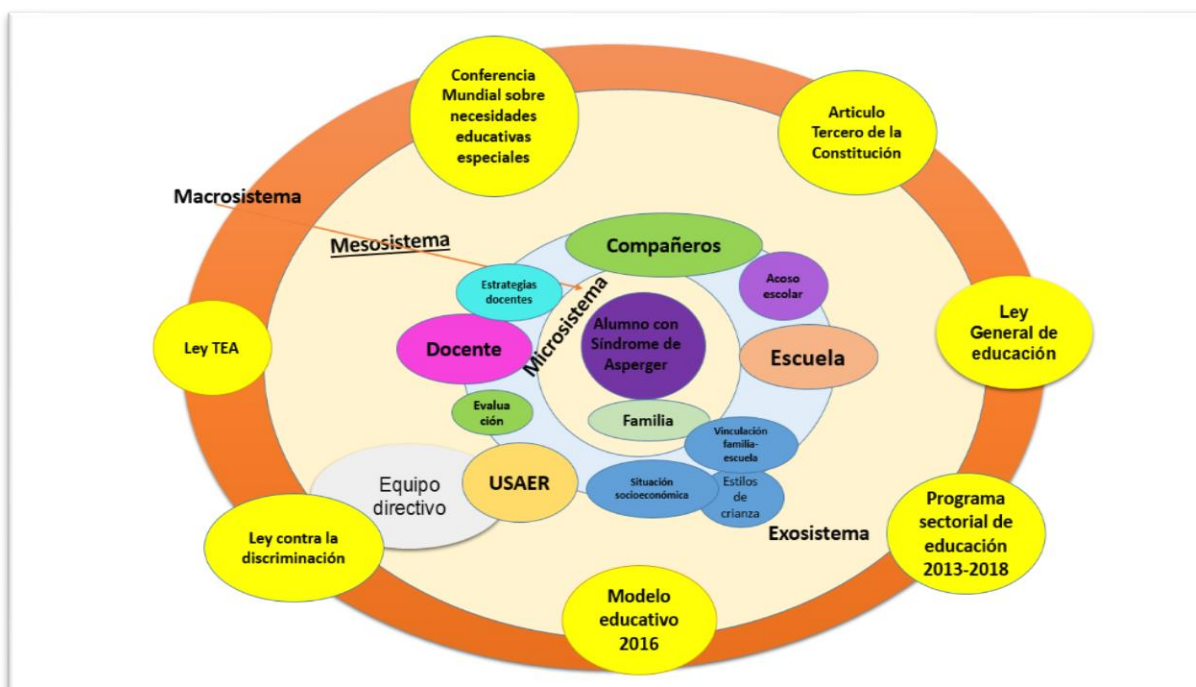 Conferencia
Mundial sobre
necesidades
educativas
especiales
Articulo
Tercero de la
Constitución
Macrosistema
Mesosistema
Compañeros
Acoso
escolar
Estrategias
docentes
Microsistema
Alumno con
Síndrome de
Asperger
Ley
General de
educación
Ley TEA
Docente
Escuela
Evalua
ción
Familia
Vinculación
familia-
escuela
Equipo
directivo
USAER
Situación
socioeconómica
Estilos
de
crianza
Exosistema
Programa
sectorial de
educación
2013-2018
Ley contra la
discriminación
Modelo
educativo
2016